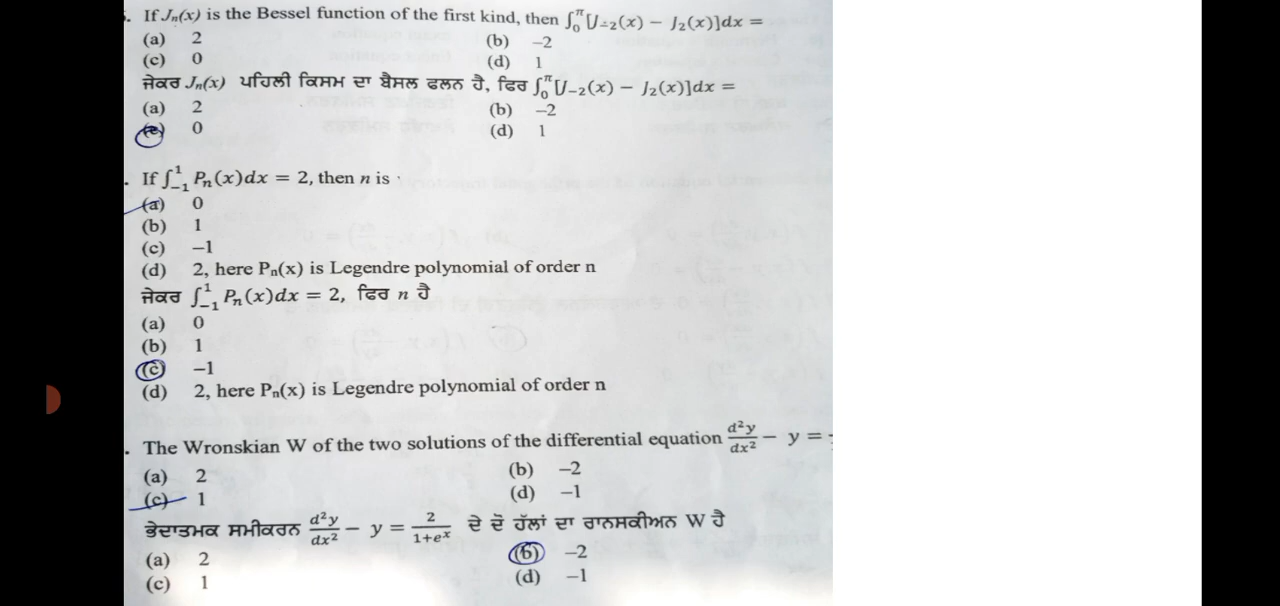 . If Jₙ(x) is the Bessel function of the first kind, then ∫₀^π [J₋₂(x) − J₂(x)]dx =
(a) 2 (b) −2
(c) 0 (d) 1
ਜੇਕਰ Jₙ(x) ਪਹਿਲੀ ਕਿਸਮ ਦਾ ਬੈਸਲ ਫਲਨ ਹੈ, ਫਿਰ ∫₀^π [J₋₂(x) − J₂(x)]dx =
(a) 2 (b) −2
(c) 0 (d) 1
. If ∫₋₁¹ Pₙ(x)dx = 2, then n is
(a) 0
(b) 1
(c) −1
(d) 2, here Pₙ(x) is Legendre polynomial of order n
ਜੇਕਰ ∫₋₁¹ Pₙ(x)dx = 2, ਫਿਰ n ਹੈ
(a) 0
(b) 1
(c) −1
(d) 2, here Pₙ(x) is Legendre polynomial of order n
. The Wronskian W of the two solutions of the differential equation d²y/dx² − y =
(a) 2 (b) −2
(c) 1 (d) −1
ਭੇਦਾਤਮਕ ਸਮੀਕਰਨ d²y/dx² − y = 2/(1+eˣ) ਦੇ ਦੋ ਹੱਲਾਂ ਦਾ ਰਾਨਸਕੀਅਨ W ਹੈ
(a) 2 (b) −2
(c) 1 (d) −1